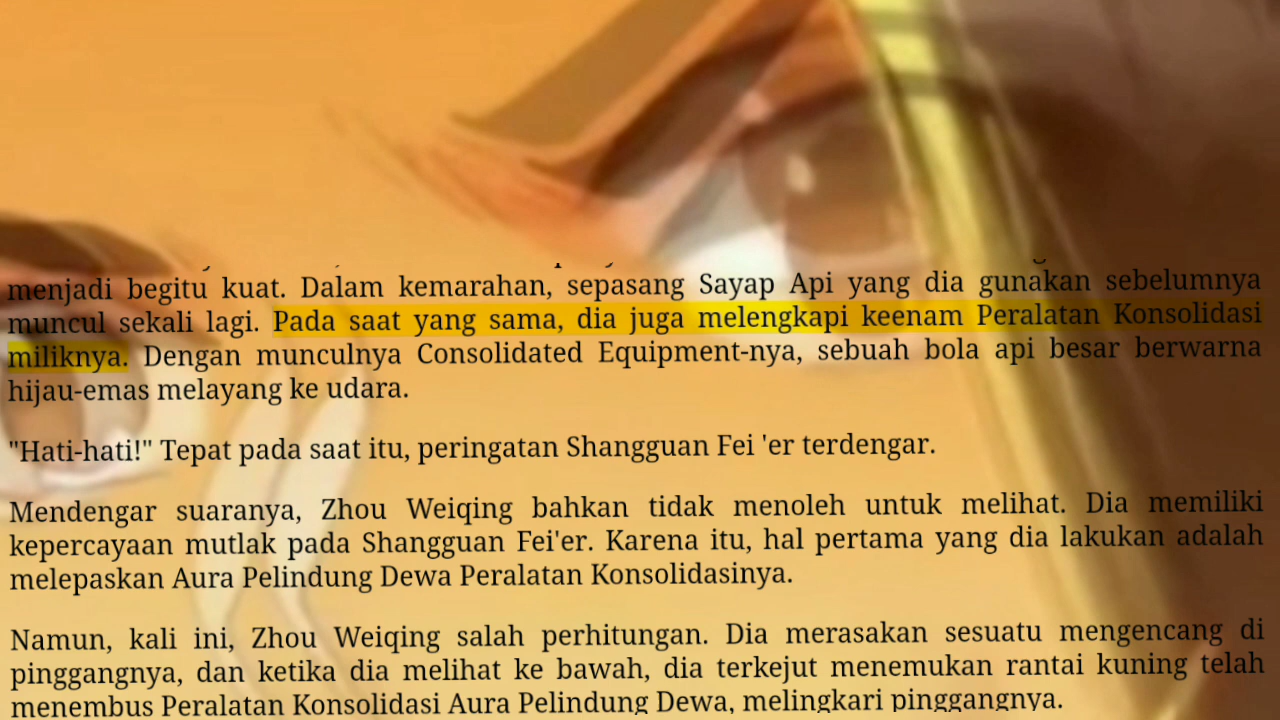 menjadi begitu kuat. Dalam kemarahan, sepasang Sayap Api yang dia gunakan sebelumnya
muncul sekali lagi. Pada saat yang sama, dia juga melengkapi keenam Peralatan Konsolidasi
miliknya. Dengan munculnya Consolidated Equipment-nya, sebuah bola api besar berwarna
hijau-emas melayang ke udara.
"Hati-hati!" Tepat pada saat itu, peringatan Shangguan Fei 'er terdengar.
Mendengar suaranya, Zhou Weiqing bahkan tidak menoleh untuk melihat. Dia memiliki
kepercayaan mutlak pada Shangguan Fei'er. Karena itu, hal pertama yang dia lakukan adalah
melepaskan Aura Pelindung Dewa Peralatan Konsolidasinya.
Namun, kali ini, Zhou Weiqing salah perhitungan. Dia merasakan sesuatu mengencang di
pinggangnya, dan ketika dia melihat ke bawah, dia terkejut menemukan rantai kuning telah
menembus Peralatan Konsolidasi Aura Pelindung Dewa, melingkari pinggangnya.